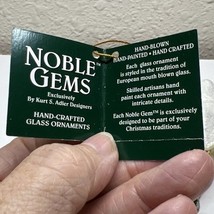 NOBLE™
GEMS
Exclusively
By Kurt S. Adler Designers
HAND-CRAFTED
GLASS ORNAMENTS
HAND-BLOWN
HAND-PAINTED • HAND CRAFTED
Each glass ornament
is styled in the tradition of
European mouth blown glass.
Skilled artisans hand
paint each ornament with
intricate details.
Each Noble Gem™ is exclusively
designed to be part of your
Christmas traditions.